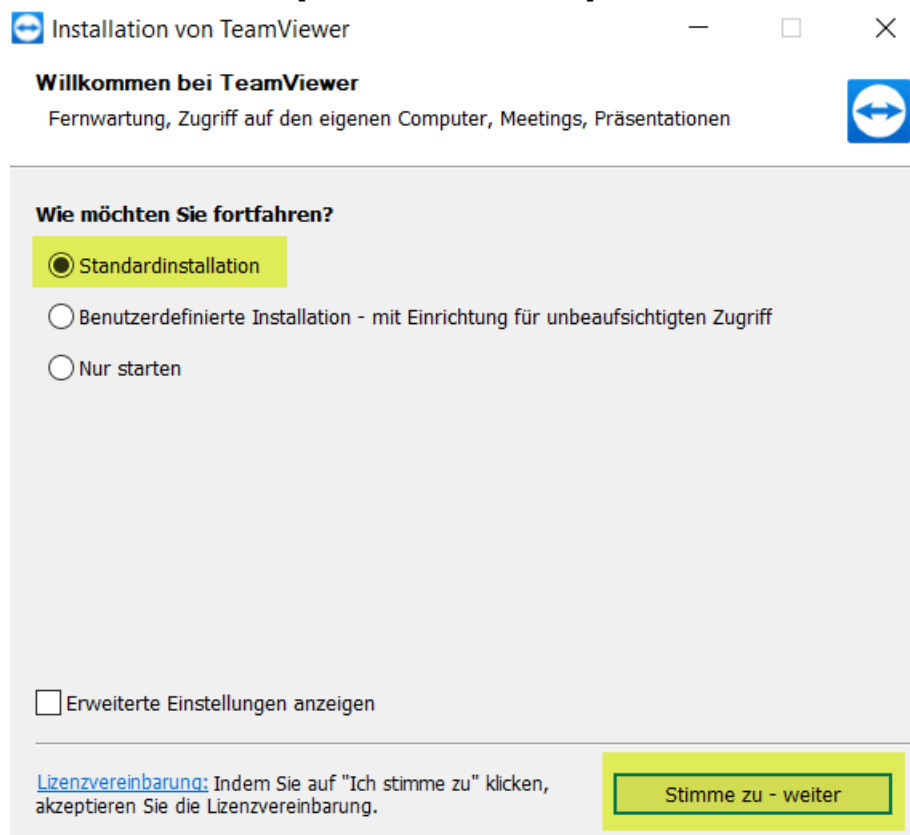 Installation von TeamViewer
Willkommen bei TeamViewer
Fernwartung, Zugriff auf den eigenen Computer, Meetings, Präsentationen
Wie möchten Sie fortfahren?
Standardinstallation
Benutzerdefinierte Installation - mit Einrichtung für unbeaufsichtigten Zugriff
Nur starten
Erweiterte Einstellungen anzeigen
Lizenzvereinbarung: Indem Sie auf "Ich stimme zu" klicken,
akzeptieren Sie die Lizenzvereinbarung.
Stimme zu - weiter